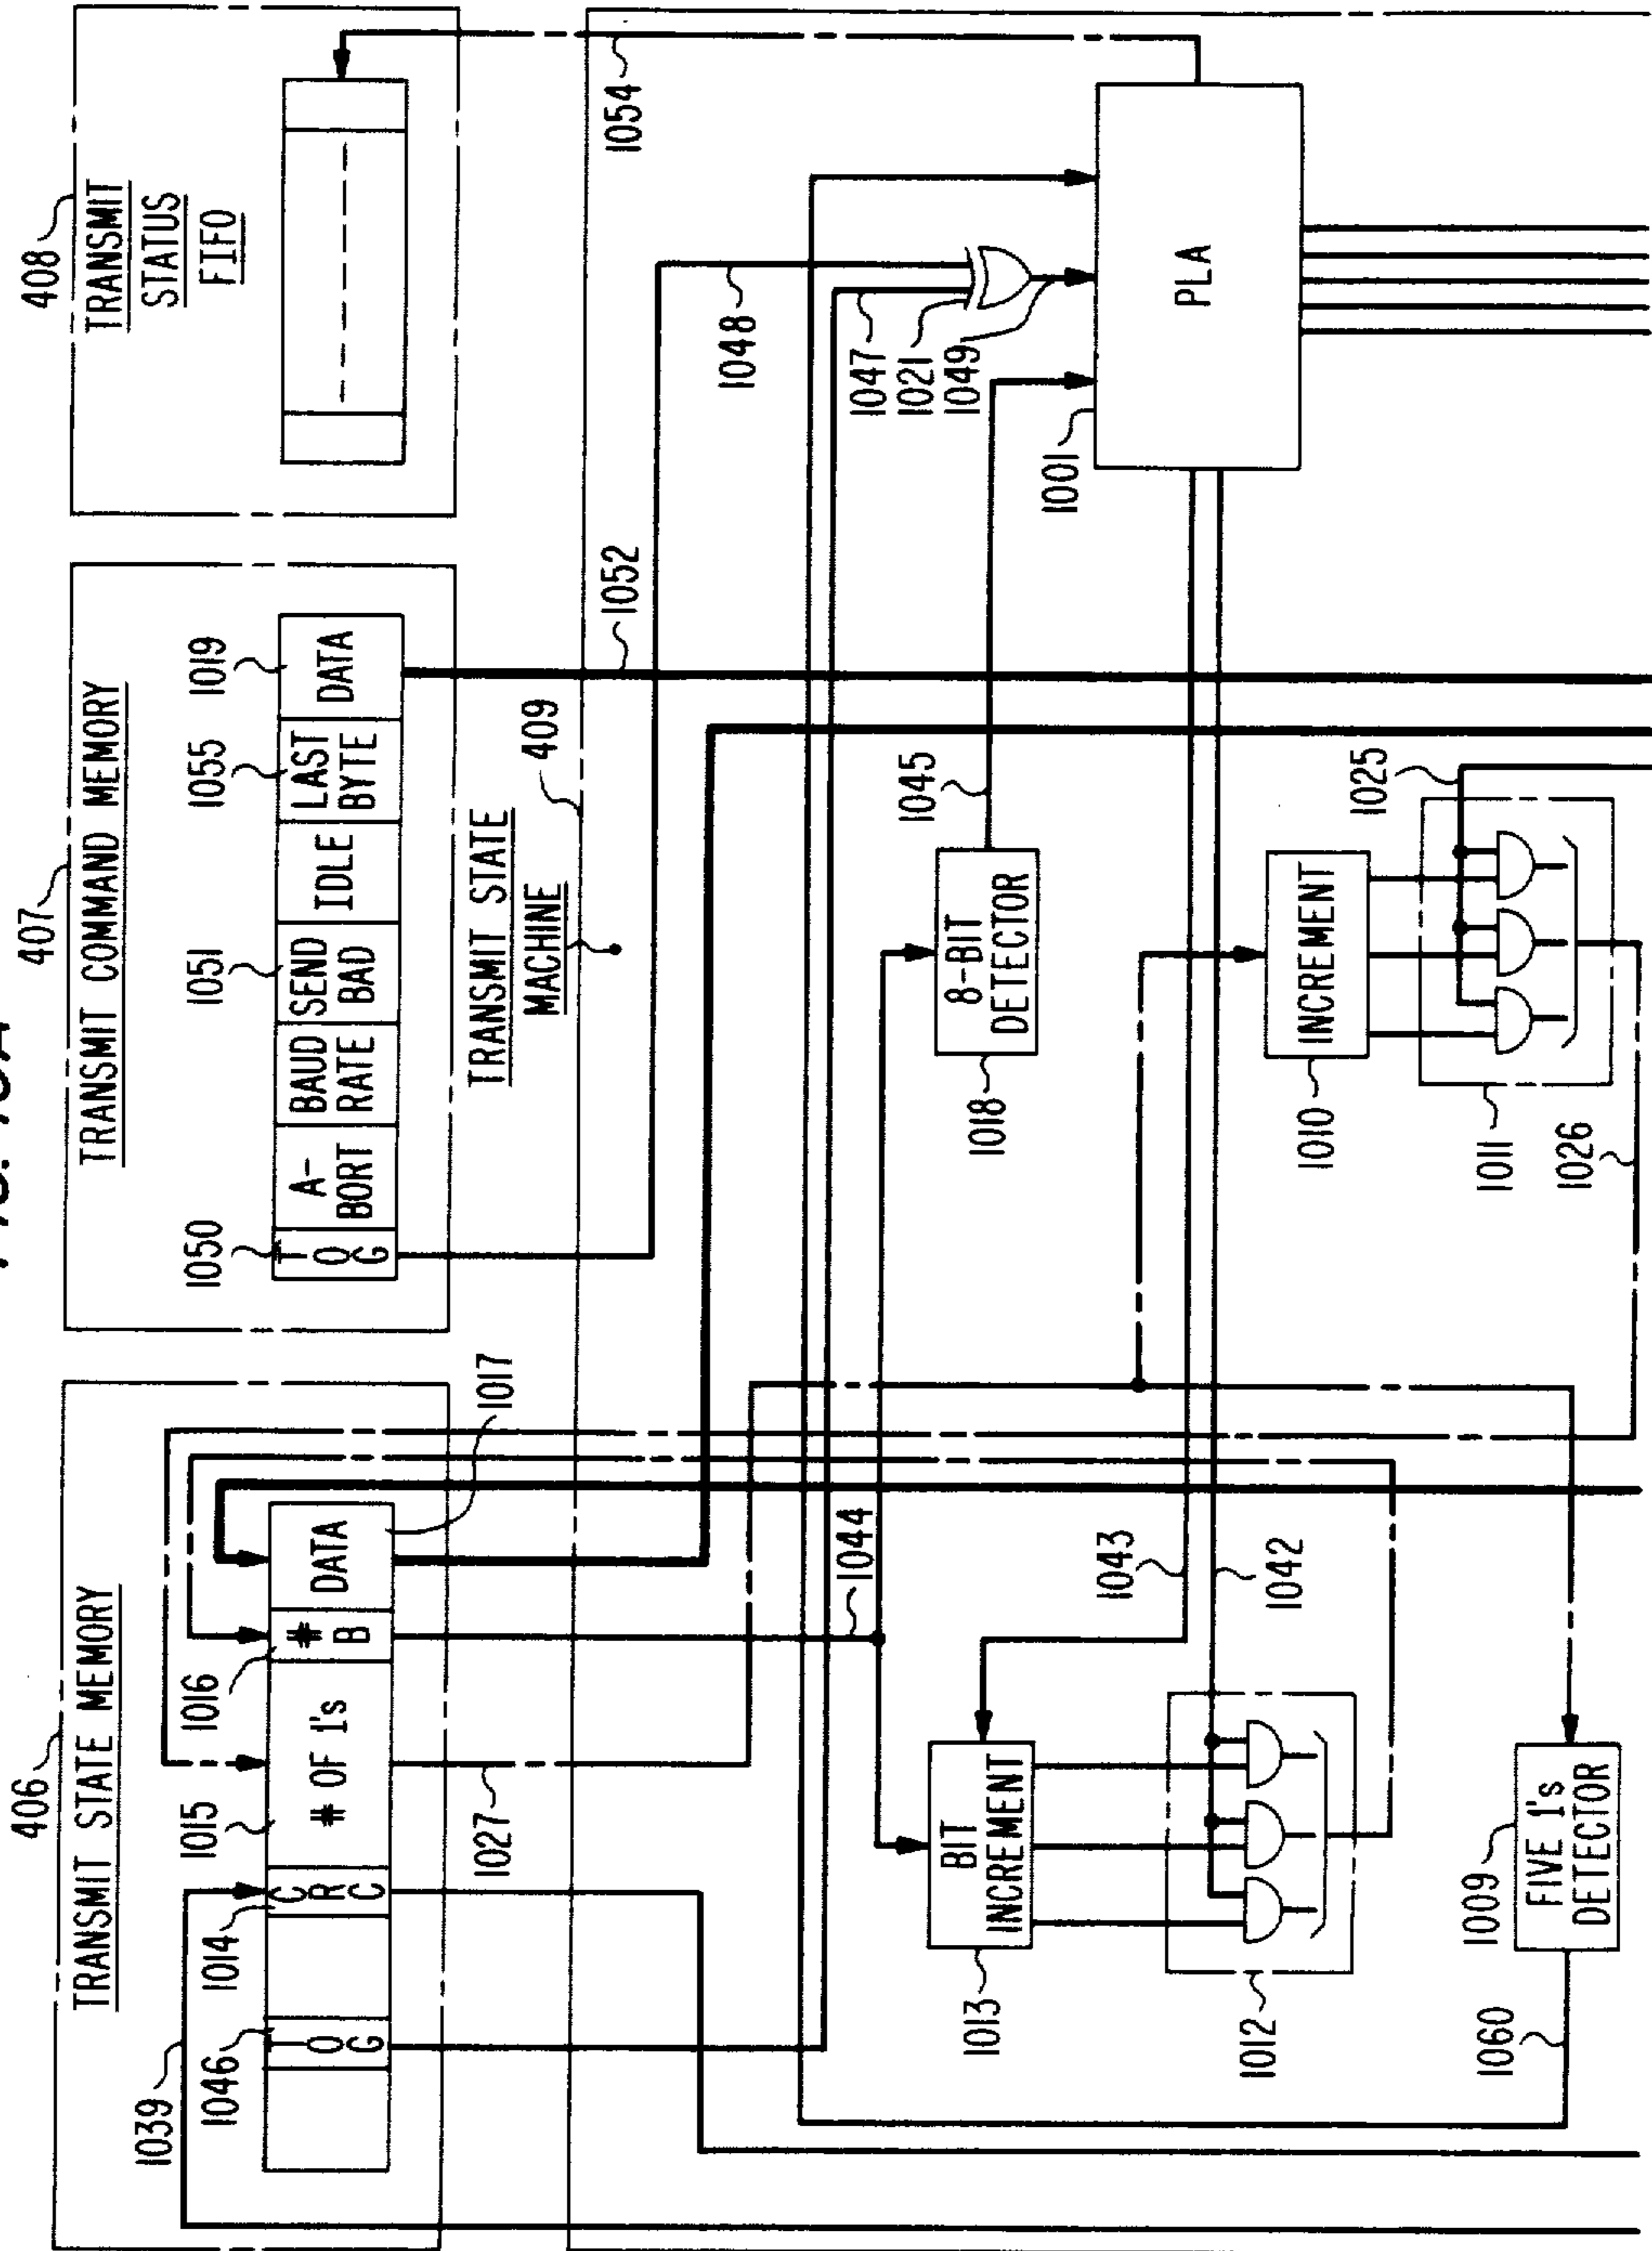 406
TRANSMIT STATE MEMORY
1039
1046
TOG
1014
CRC
1015
# OF 1's
1016
# B
DATA
1017
1027
1044
407
TRANSMIT COMMAND MEMORY
1050
TOG
A-
BORT
BAUD
RATE
1051
SEND
BAD
IDLE
1055
LAST
BYTE
1019
DATA
408
TRANSMIT
STATUS
FIFO
TRANSMIT STATE
MACHINE
409
1052
1054
1048
1047
1021
1049
1045
8-BIT
DETECTOR
1018
1001
PLA
BIT
INCREMENT
1013
1012
1043
1042
INCREMENT
1010
1011
1025
1026
1009
FIVE 1's
DETECTOR
1060